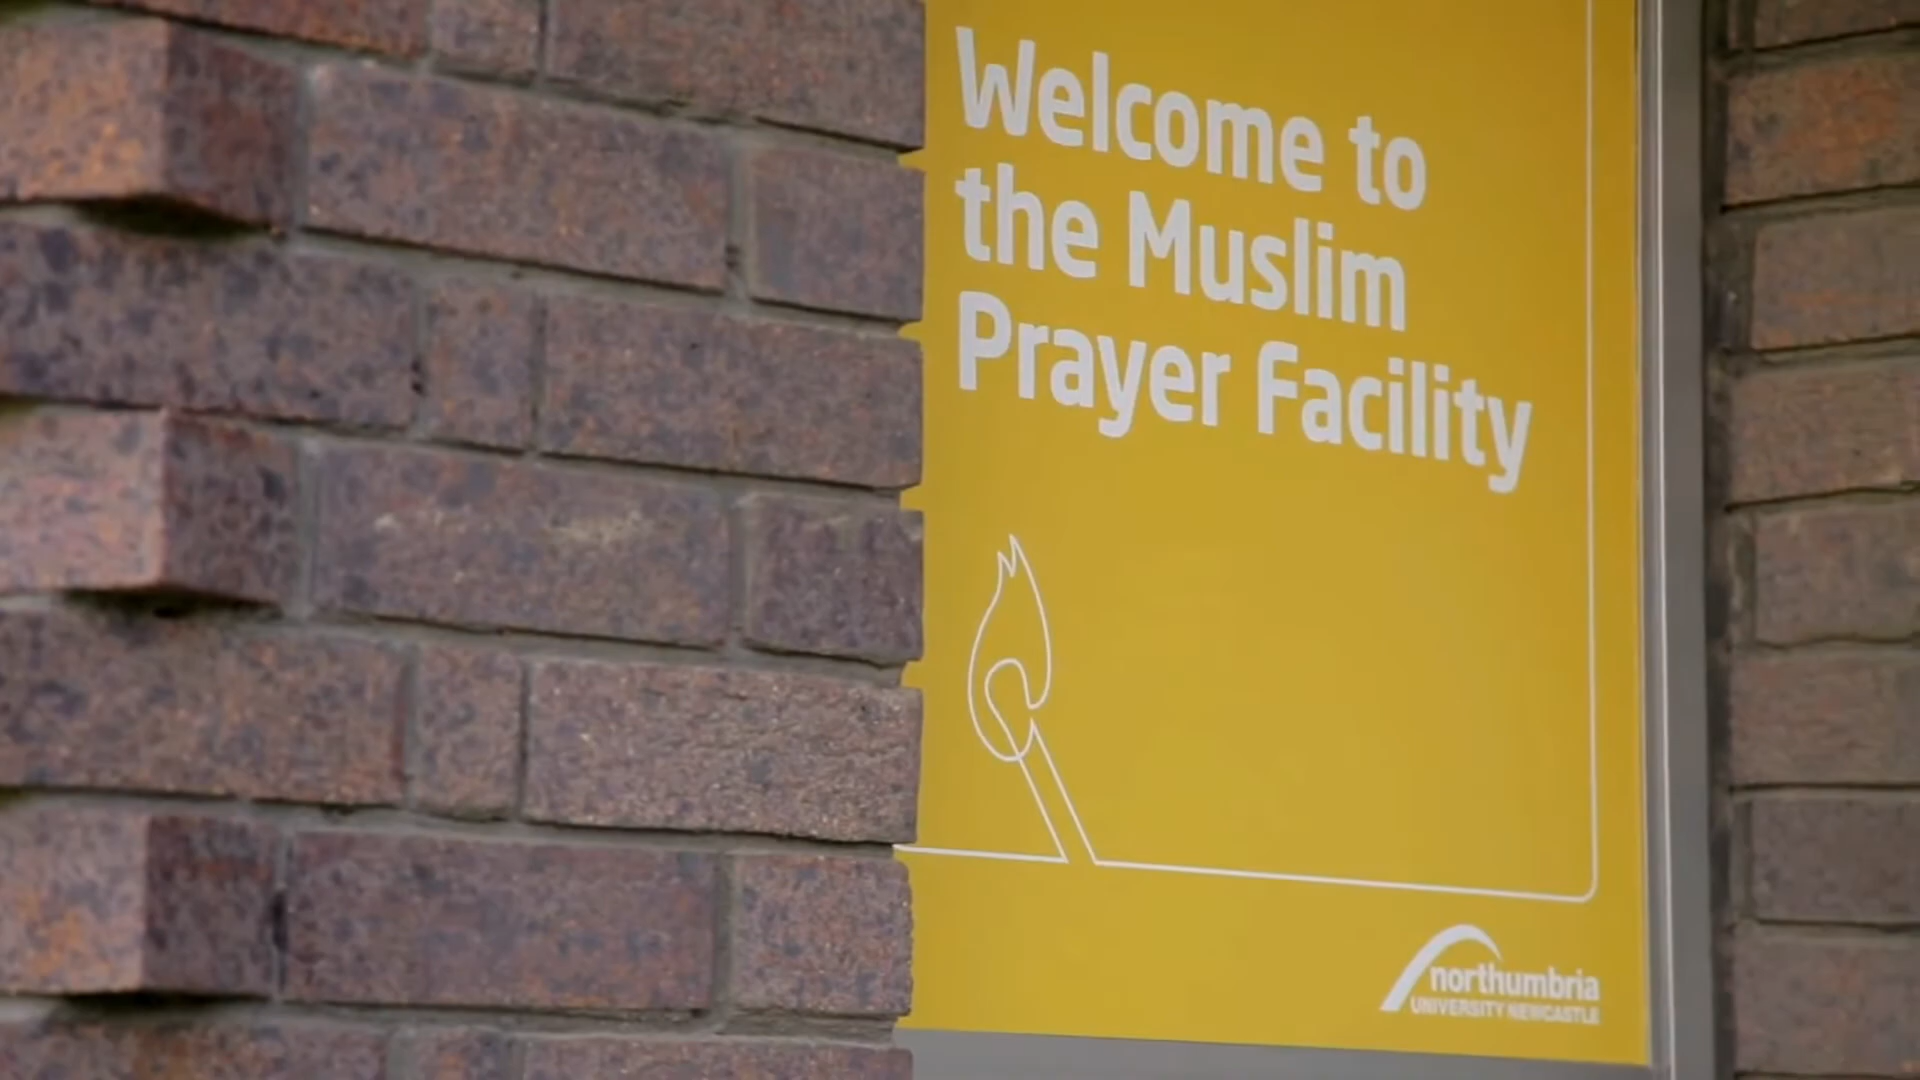 Welcome to
the Muslim
Prayer Facility
northumbria
UNIVERSITY NEWCASTLE